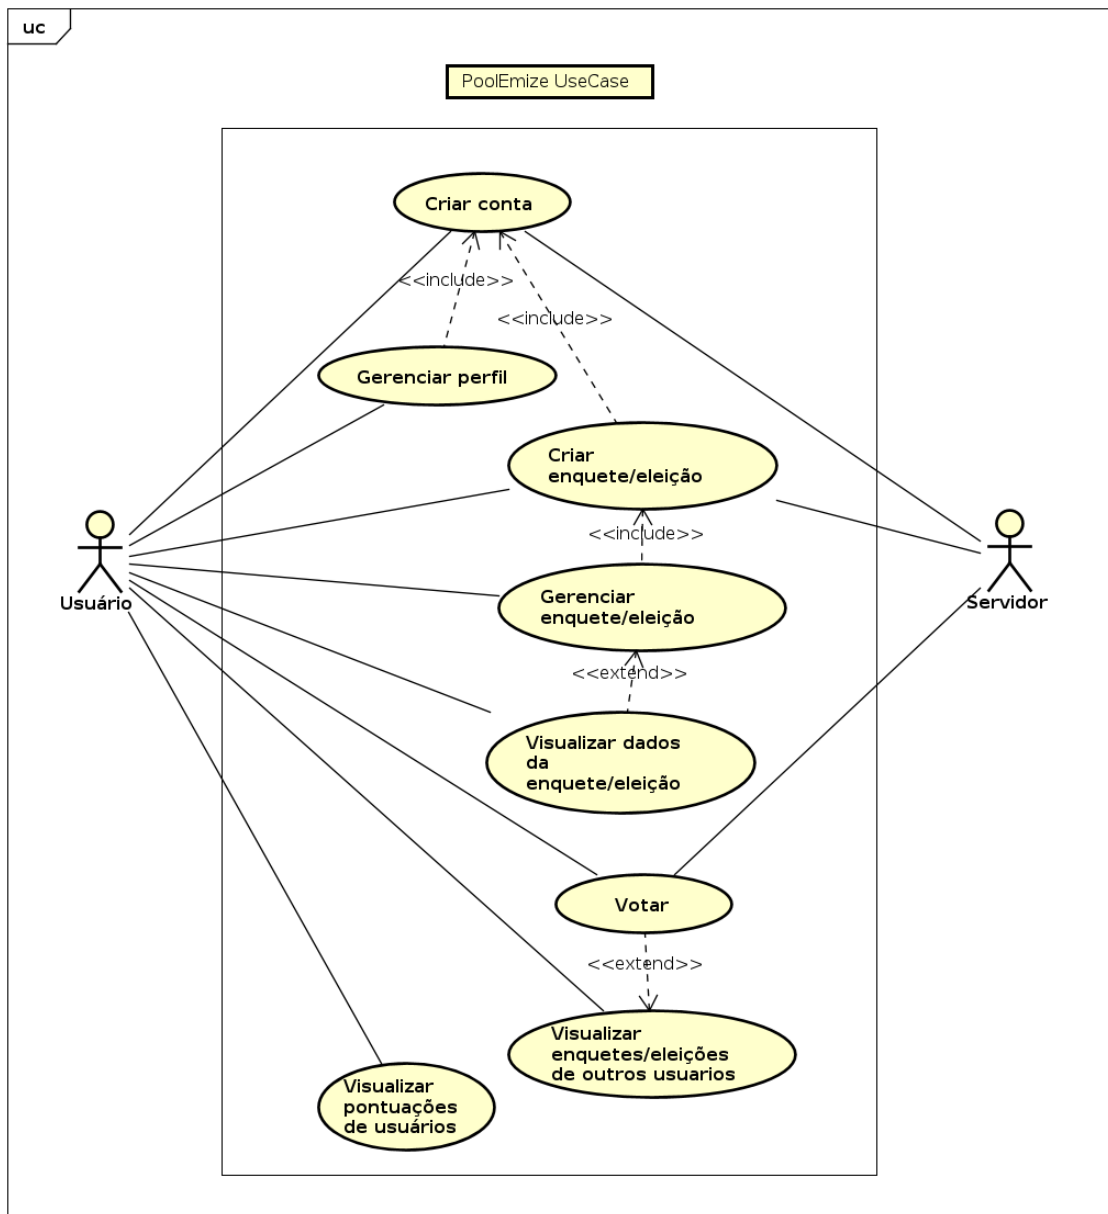 uc
PoolEmize UseCase
Criar conta
<<include>>
<<include>>
Gerenciar perfil
Criar
enquete/eleição
<<include>>
Usuário
Servidor
Gerenciar
enquete/eleição
<<extend>>
Visualizar dados
da
enquete/eleição
Votar
<<extend>>
Visualizar
enquetes/eleições
de outros usuarios
Visualizar
pontuações
de usuários